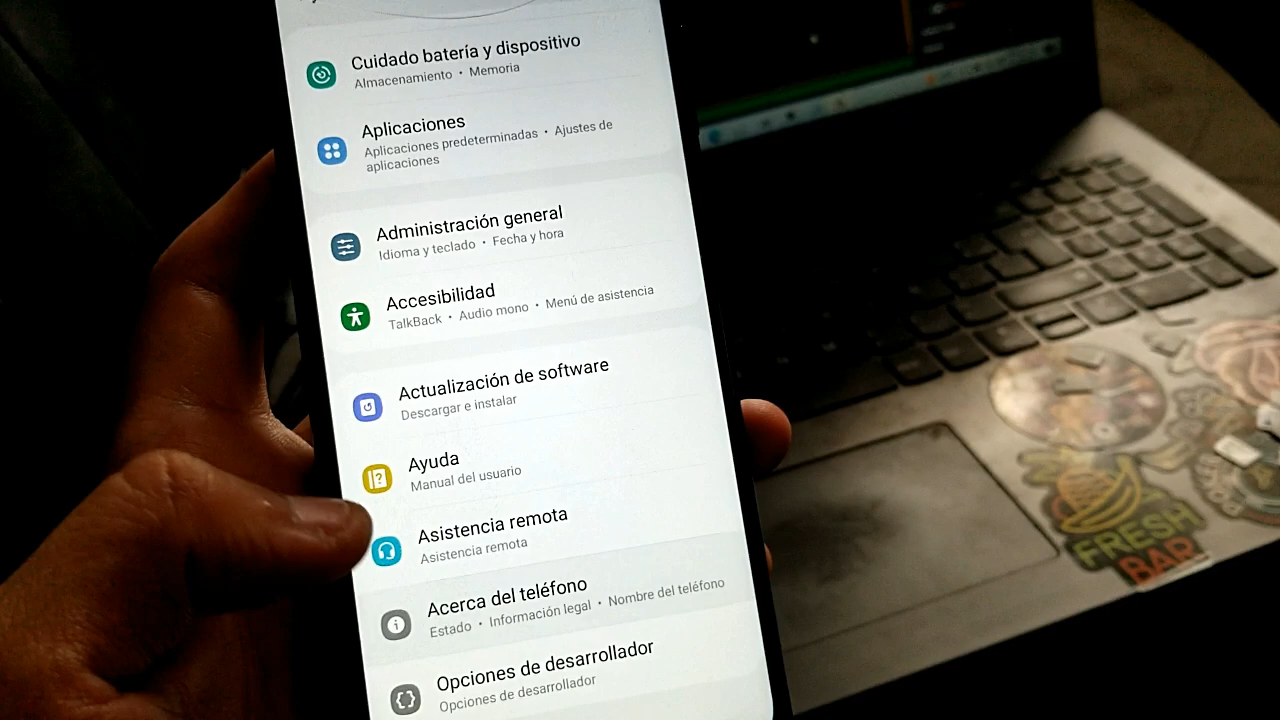 Cuidado batería y dispositivo
Almacenamiento • Memoria
Aplicaciones
Aplicaciones predeterminadas • Ajustes de
aplicaciones
Administración general
Idioma y teclado • Fecha y hora
Accesibilidad
TalkBack • Audio mono • Menú de asistencia
Actualización de software
Descargar e instalar
Ayuda
Manual del usuario
Asistencia remota
Asistencia remota
Acerca del teléfono
Estado • Información legal • Nombre del teléfono
Opciones de desarrollador
Opciones de desarrollador
FRESH
BAR